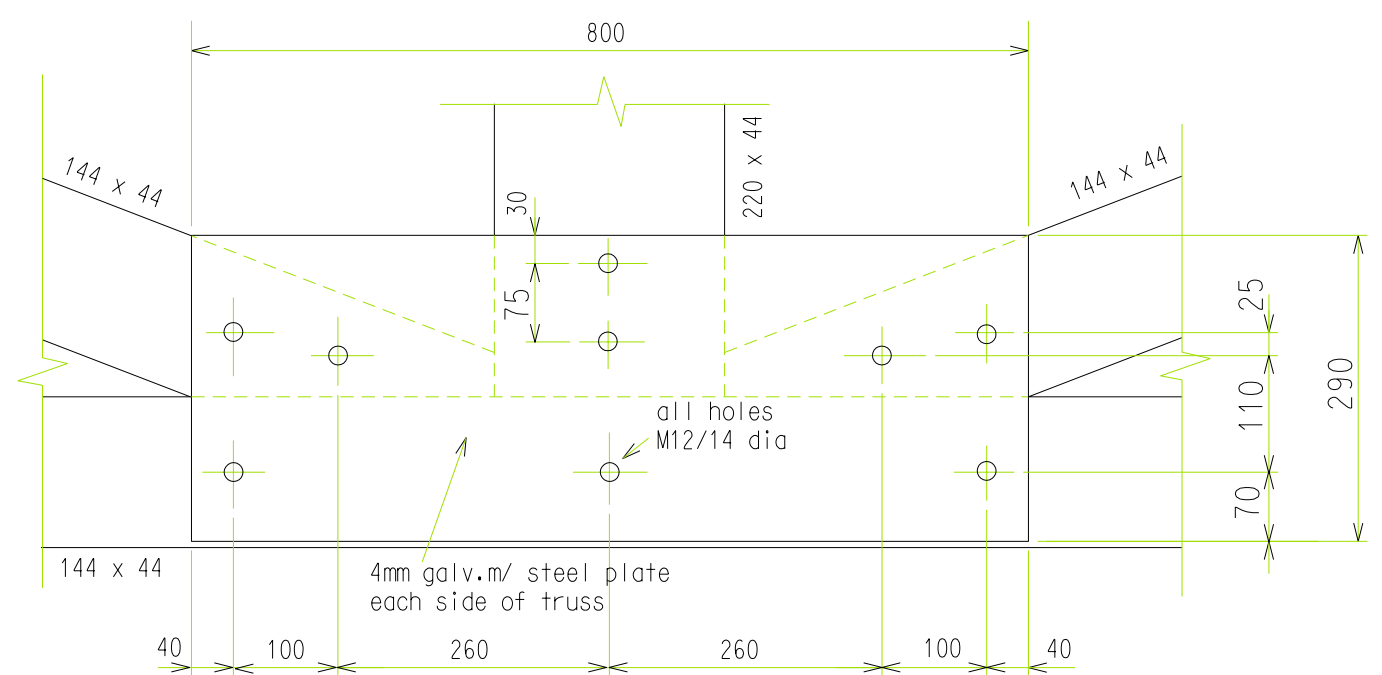 800
144 x 44
220 x 44
144 x 44
30
75
25
110
290
70
all holes
M12/14 dia
144 x 44
4mm galv.m/ steel plate
each side of truss
40
100
260
260
100
40